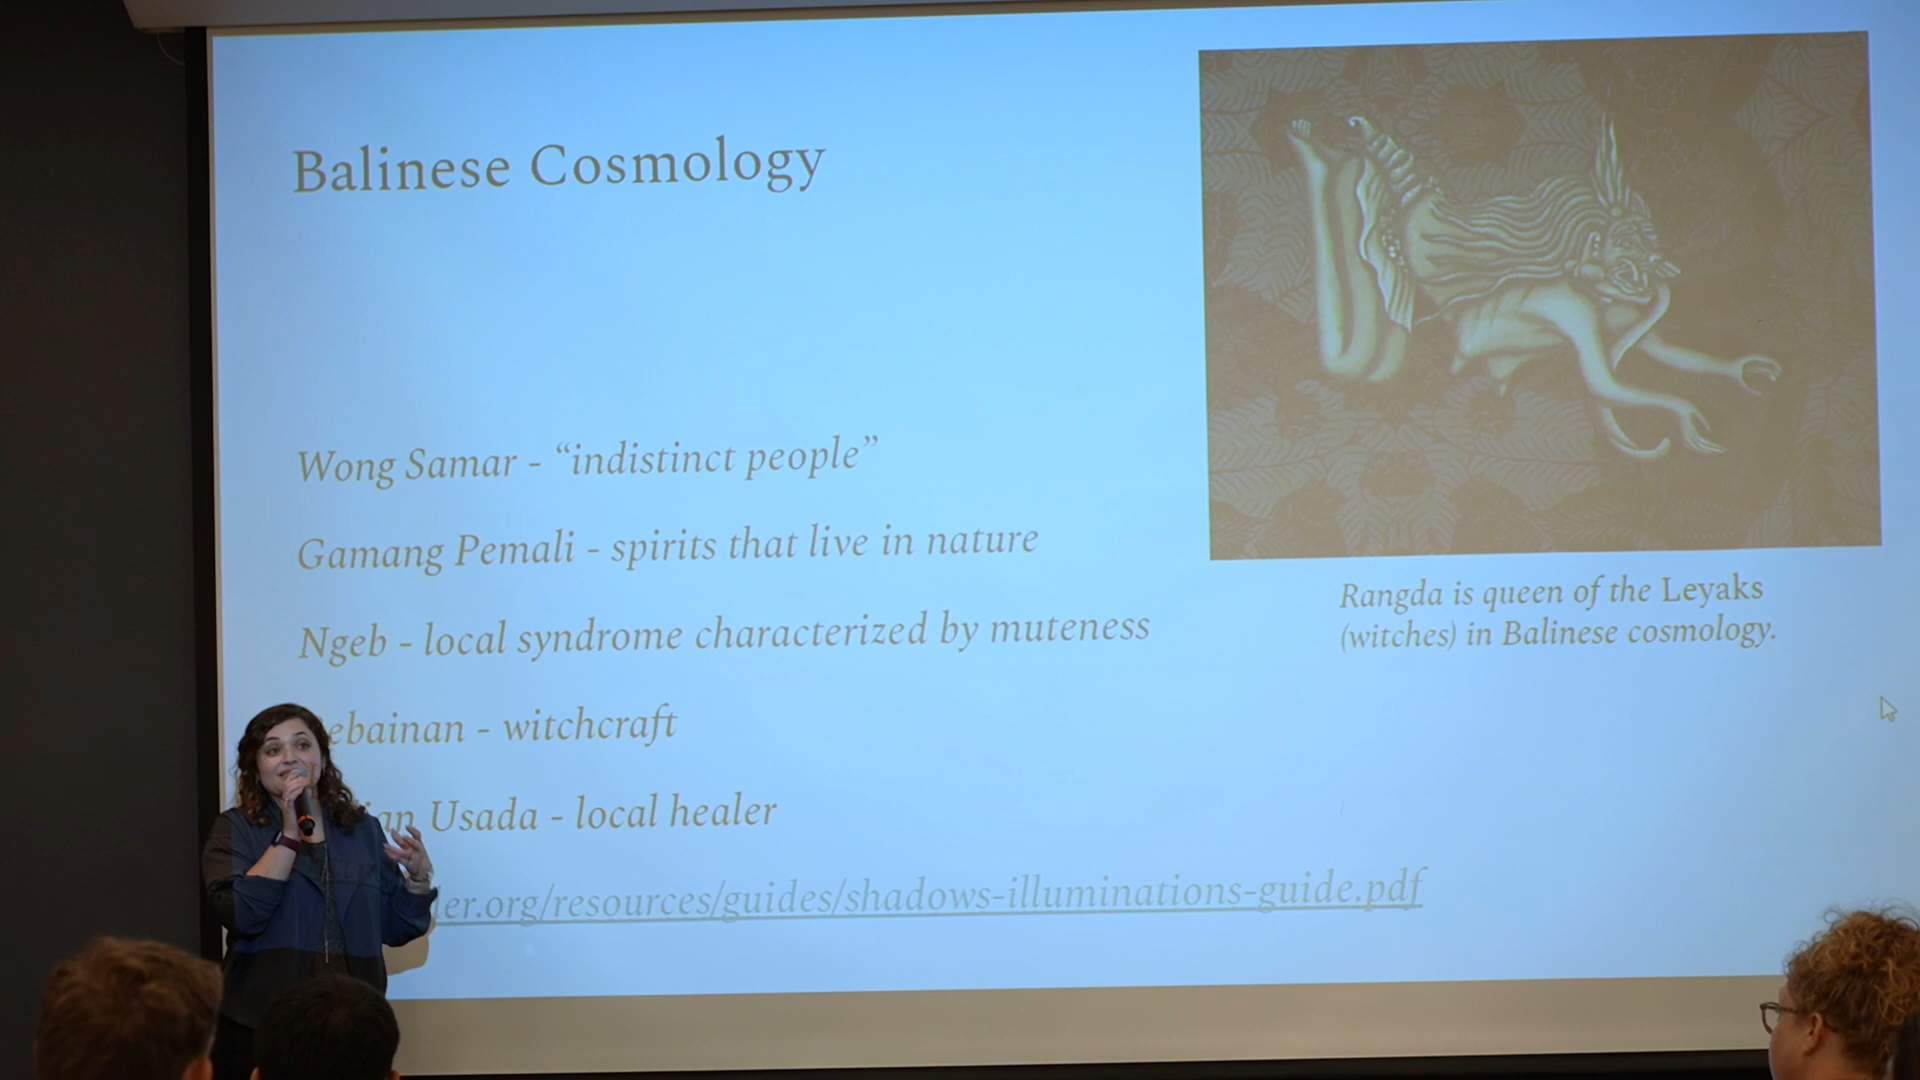 Balinese Cosmology
Wong Samar - “indistinct people”
Gamang Pemali - spirits that live in nature
Ngeb - local syndrome characterized by muteness
ebainan - witchcraft
an Usada - local healer
er.org/resources/guides/shadows-illuminations-guide.pdf
Rangda is queen of the Leyaks
(witches) in Balinese cosmology.